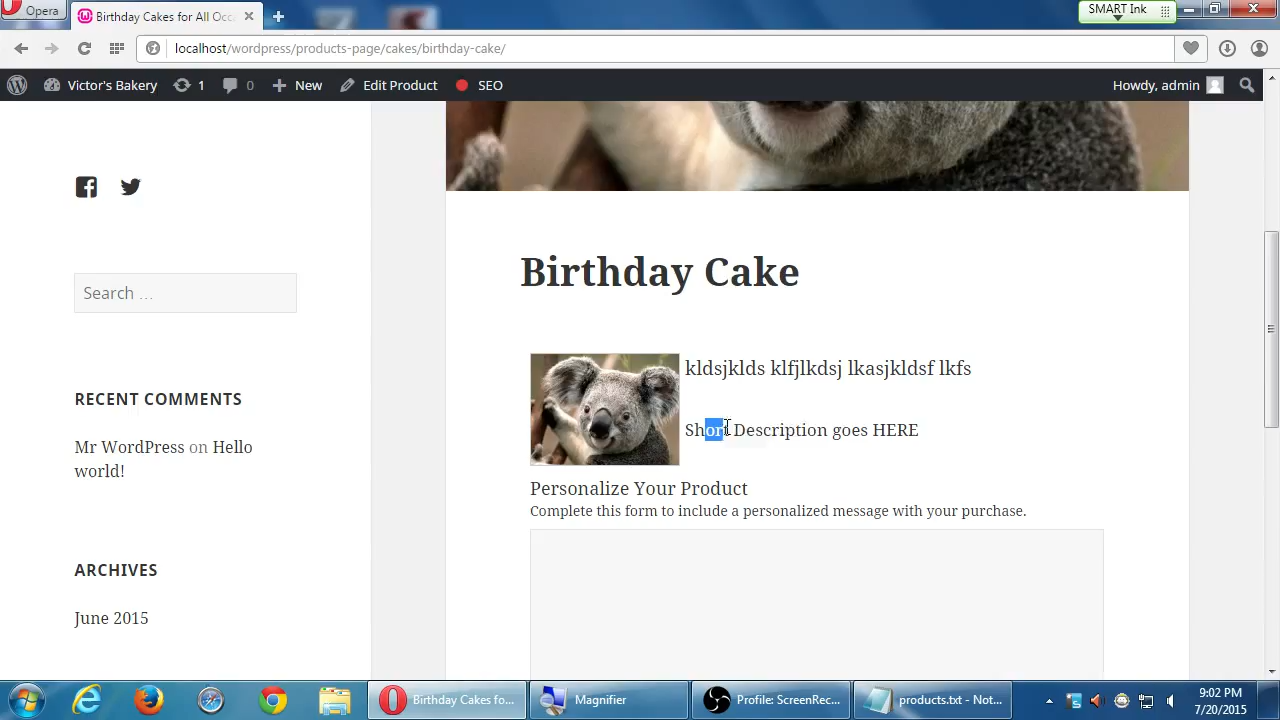 Opera
Birthday Cakes for All Occ
SMART Ink
localhost/wordpress/products-page/cakes/birthday-cake/
Victor's Bakery 1 0 New Edit Product SEO Howdy, admin
Search …
RECENT COMMENTS
Mr WordPress on Hello
world!
ARCHIVES
June 2015
Birthday Cake
kldsjklds klfjlkdsj lkasjkldsf lkfs
Short Description goes HERE
Personalize Your Product
Complete this form to include a personalized message with your purchase.
Birthday Cakes fo... Magnifier Profile: ScreenRec... products.txt - Not...
9:02 PM
7/20/2015